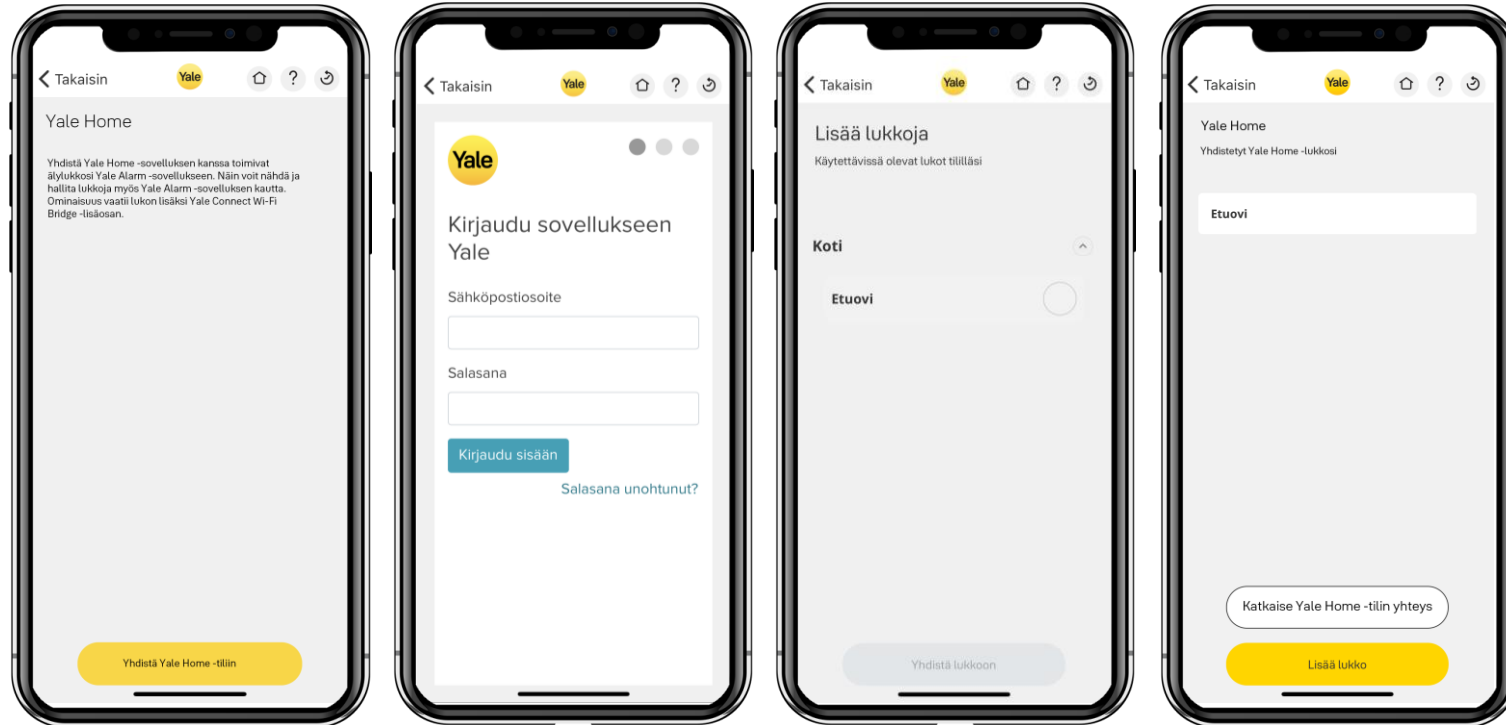 Takaisin
Yale
?
Yale Home
Yhdistä Yale Home -sovelluksen kanssa toimivat
älylukkosi Yale Alarm -sovellukseen. Näin voit nähdä ja
hallita lukkoja myös Yale Alarm -sovelluksen kautta.
Ominaisuus vaatii lukon lisäksi Yale Connect Wi-Fi
Bridge -lisäosan.
Yhdistä Yale Home -tiliin
Takaisin
Yale
?
Yale
Kirjaudu sovellukseen
Yale
Sähköpostiosoite
Salasana
Kirjaudu sisään
Salasana unohtunut?
Takaisin
Yale
?
Lisää lukkoja
Käytettävissä olevat lukot tililläsi
Koti
Etuovi
Yhdistä lukkoon
Takaisin
Yale
?
Yale Home
Yhdistetyt Yale Home -lukkosi
Etuovi
Katkaise Yale Home -tilin yhteys
Lisää lukko